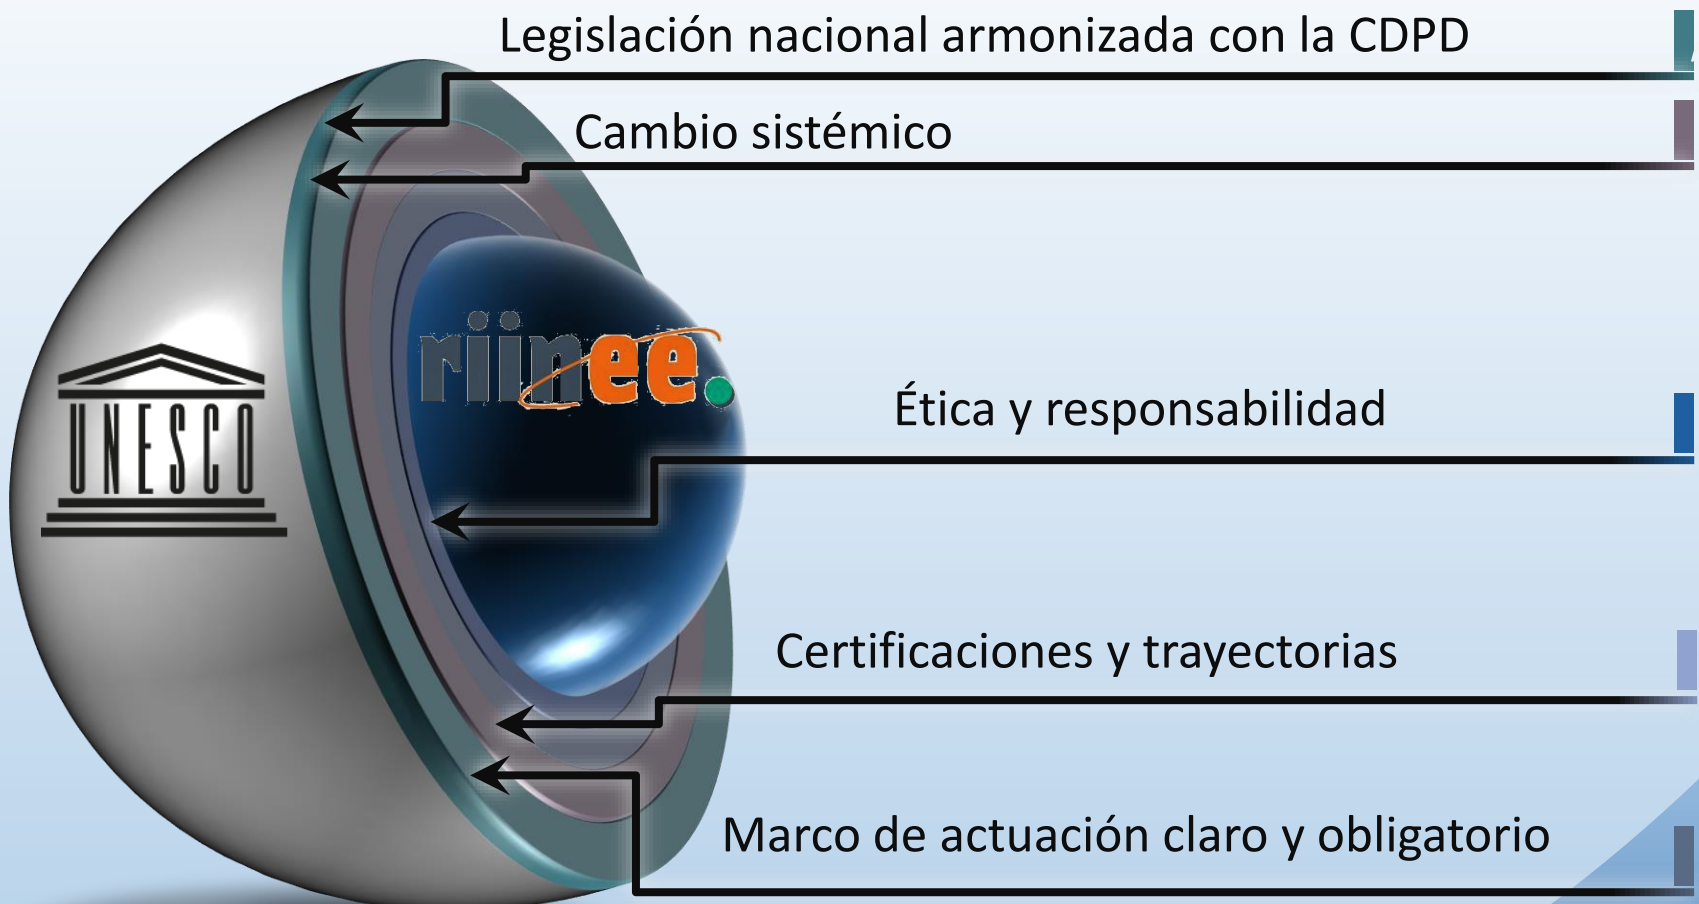 Legislación nacional armonizada con la CDPD
Cambio sistémico
riinee.
UNESCO
Ética y responsabilidad
Certificaciones y trayectorias
Marco de actuación claro y obligatorio